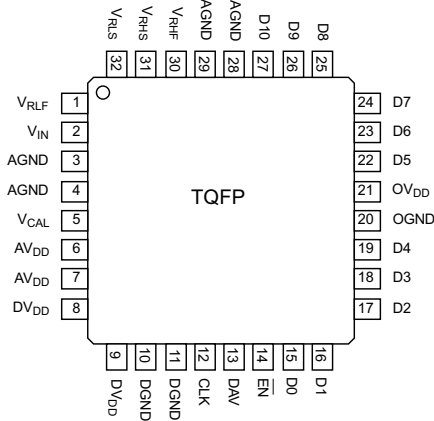 V_RLS V_RHS V_RHF AGND AGND D10 D9 D8
32 31 30 29 28 27 26 25
V_RLF 1
V_IN 2
AGND 3
AGND 4
V_CAL 5
AV_DD 6
AV_DD 7
DV_DD 8
TQFP
24 D7
23 D6
22 D5
21 OV_DD
20 OGND
19 D4
18 D3
17 D2
9 10 11 12 13 14 15 16
DV_DD DGND DGND CLK DAV E̅N̅ D0 D1